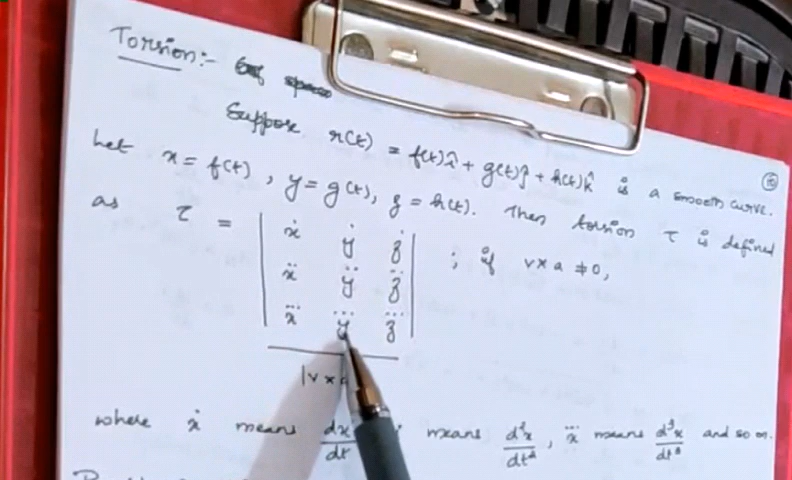 Torsion:-
Suppose r(t) = f(t)î + g(t)ĵ + h(t)k̂ is a smooth curve.
Let x = f(t), y = g(t), z = h(t). Then torsion τ is defined
as τ = | ẋ ẏ ż | ; if v×a ≠ 0,
| ẍ ÿ z̈ |
| x⃛ y⃛ z⃛ |
|v×
where ẋ means dx/dt means d²x/dt², x⃛ means d³x/dt³ and so on.
10